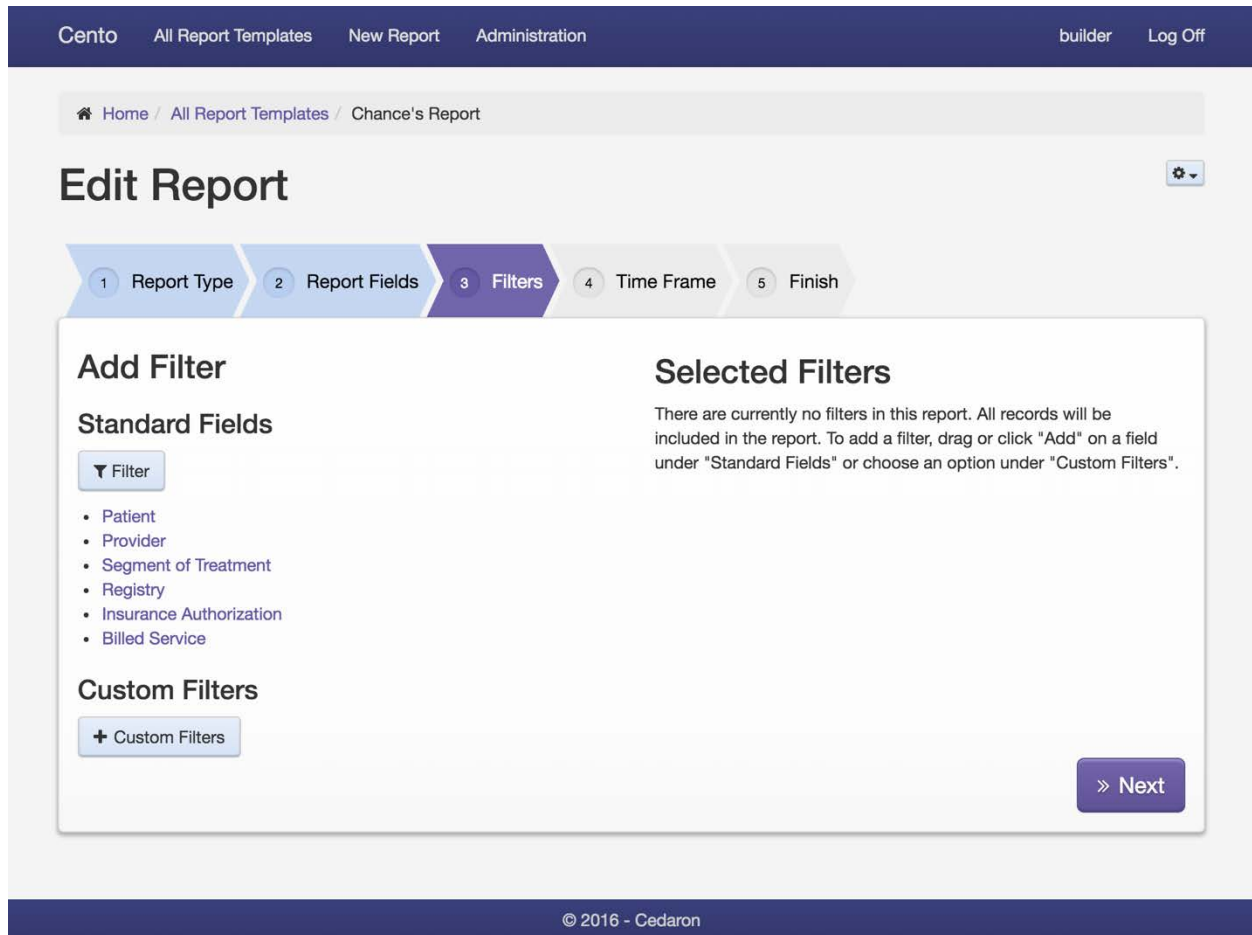 Cento All Report Templates New Report Administration builder Log Off
Home / All Report Templates / Chance's Report
Edit Report
1 Report Type 2 Report Fields 3 Filters 4 Time Frame 5 Finish
Add Filter
Standard Fields
Filter
• Patient
• Provider
• Segment of Treatment
• Registry
• Insurance Authorization
• Billed Service
Custom Filters
+ Custom Filters
Selected Filters
There are currently no filters in this report. All records will be
included in the report. To add a filter, drag or click "Add" on a field
under "Standard Fields" or choose an option under "Custom Filters".
» Next
© 2016 - Cedaron